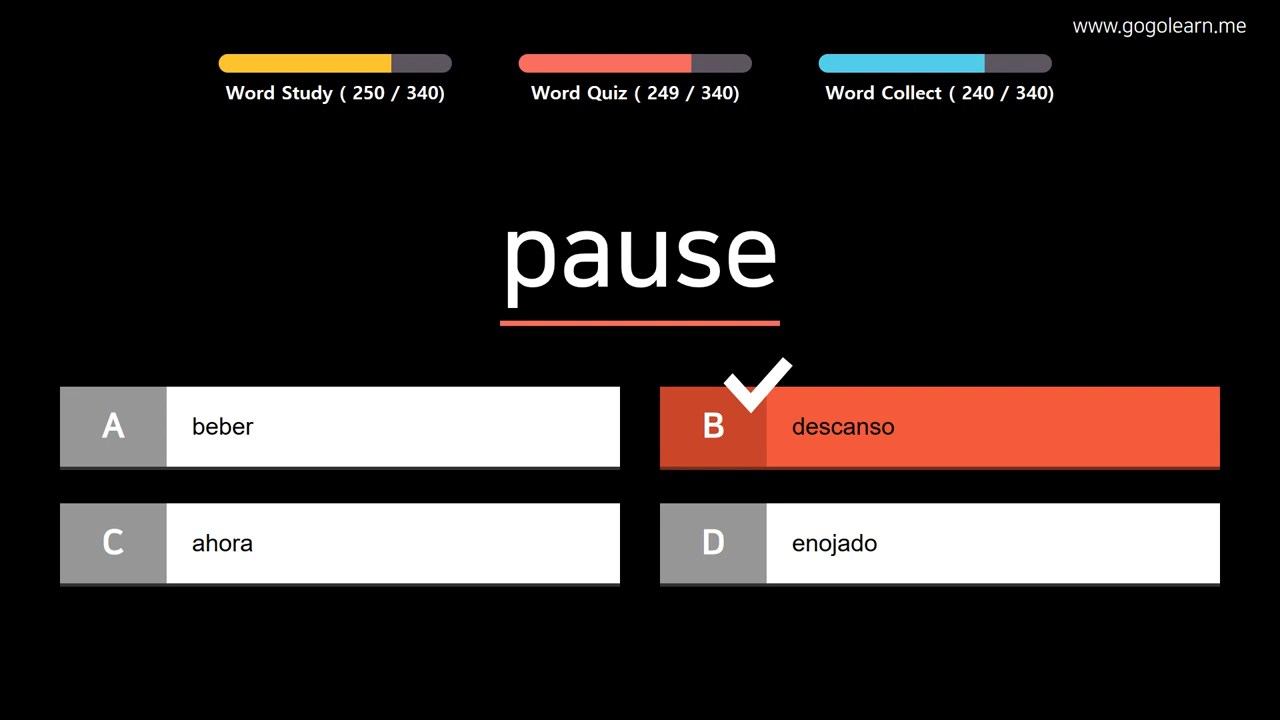 www.gogolearn.me
Word Study ( 250 / 340)
Word Quiz ( 249 / 340)
Word Collect ( 240 / 340)
pause
A beber
B descanso
C ahora
D enojado